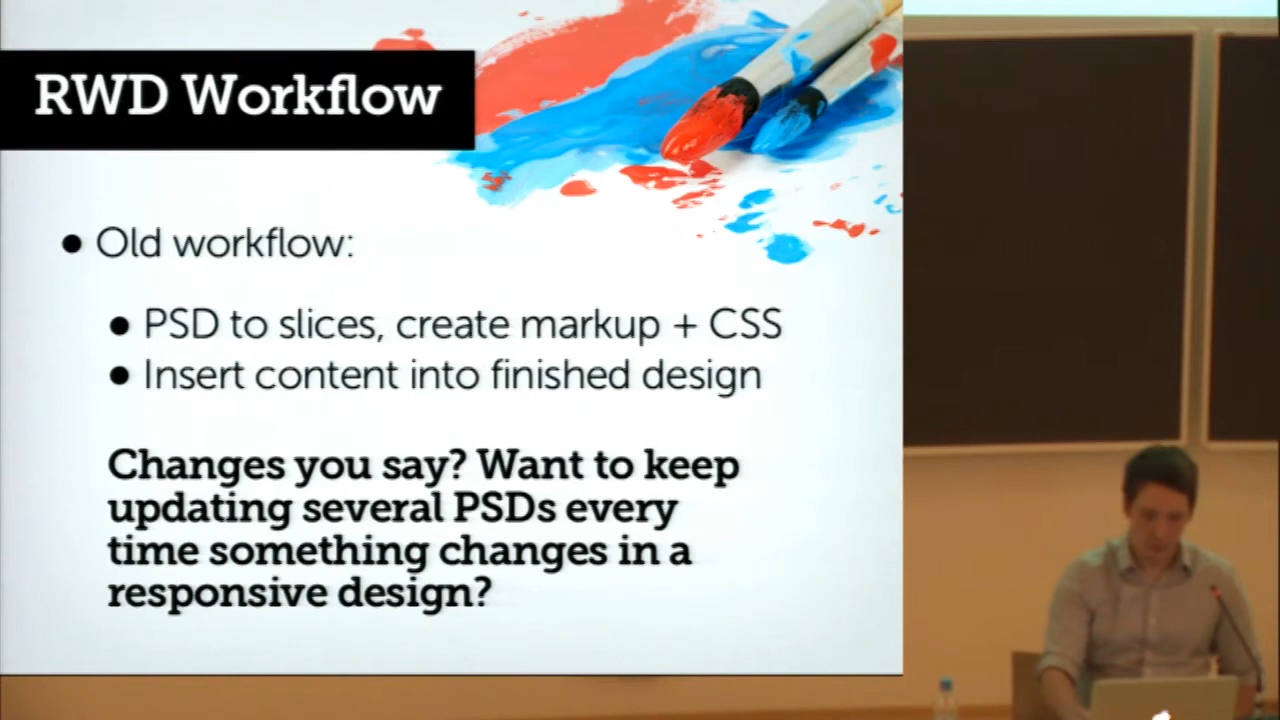 RWD Workflow
● Old workflow:
● PSD to slices, create markup + CSS
● Insert content into finished design
Changes you say? Want to keep
updating several PSDs every
time something changes in a
responsive design?